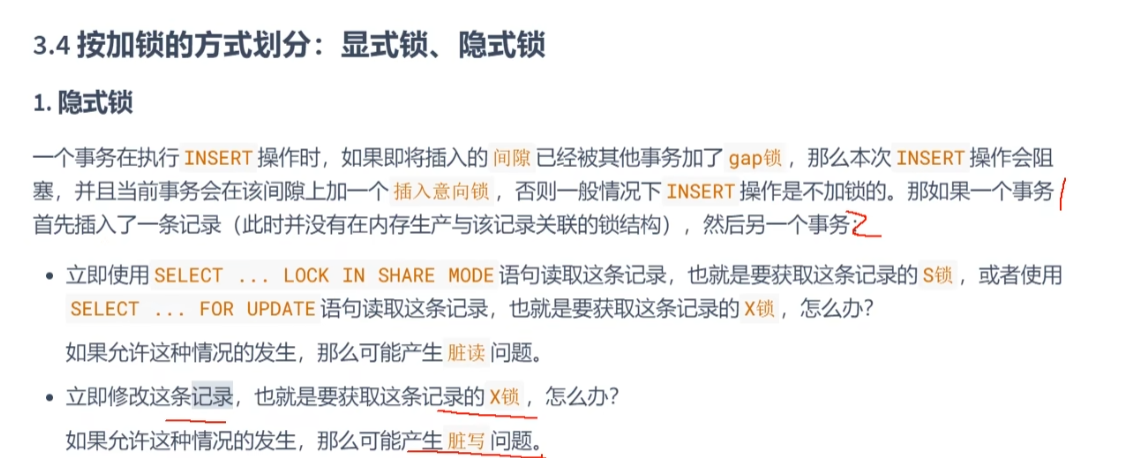 3.4 按加锁的方式划分：显式锁、隐式锁
1. 隐式锁
一个事务在执行 INSERT 操作时，如果即将插入的 间隙 已经被其他事务加了 gap锁 ，那么本次 INSERT 操作会阻
塞，并且当前事务会在该间隙上加一个 插入意向锁 ，否则一般情况下 INSERT 操作是不加锁的。那如果一个事务 1
首先插入了一条记录（此时并没有在内存生产与该记录关联的锁结构），然后另一个事务：2
• 立即使用 SELECT ... LOCK IN SHARE MODE 语句读取这条记录，也就是要获取这条记录的 S锁 ，或者使用
SELECT ... FOR UPDATE 语句读取这条记录，也就是要获取这条记录的 X锁 ，怎么办？
如果允许这种情况的发生，那么可能产生 脏读 问题。
• 立即修改这条记录，也就是要获取这条记录的 X锁 ，怎么办？
如果允许这种情况的发生，那么可能产生 脏写 问题。